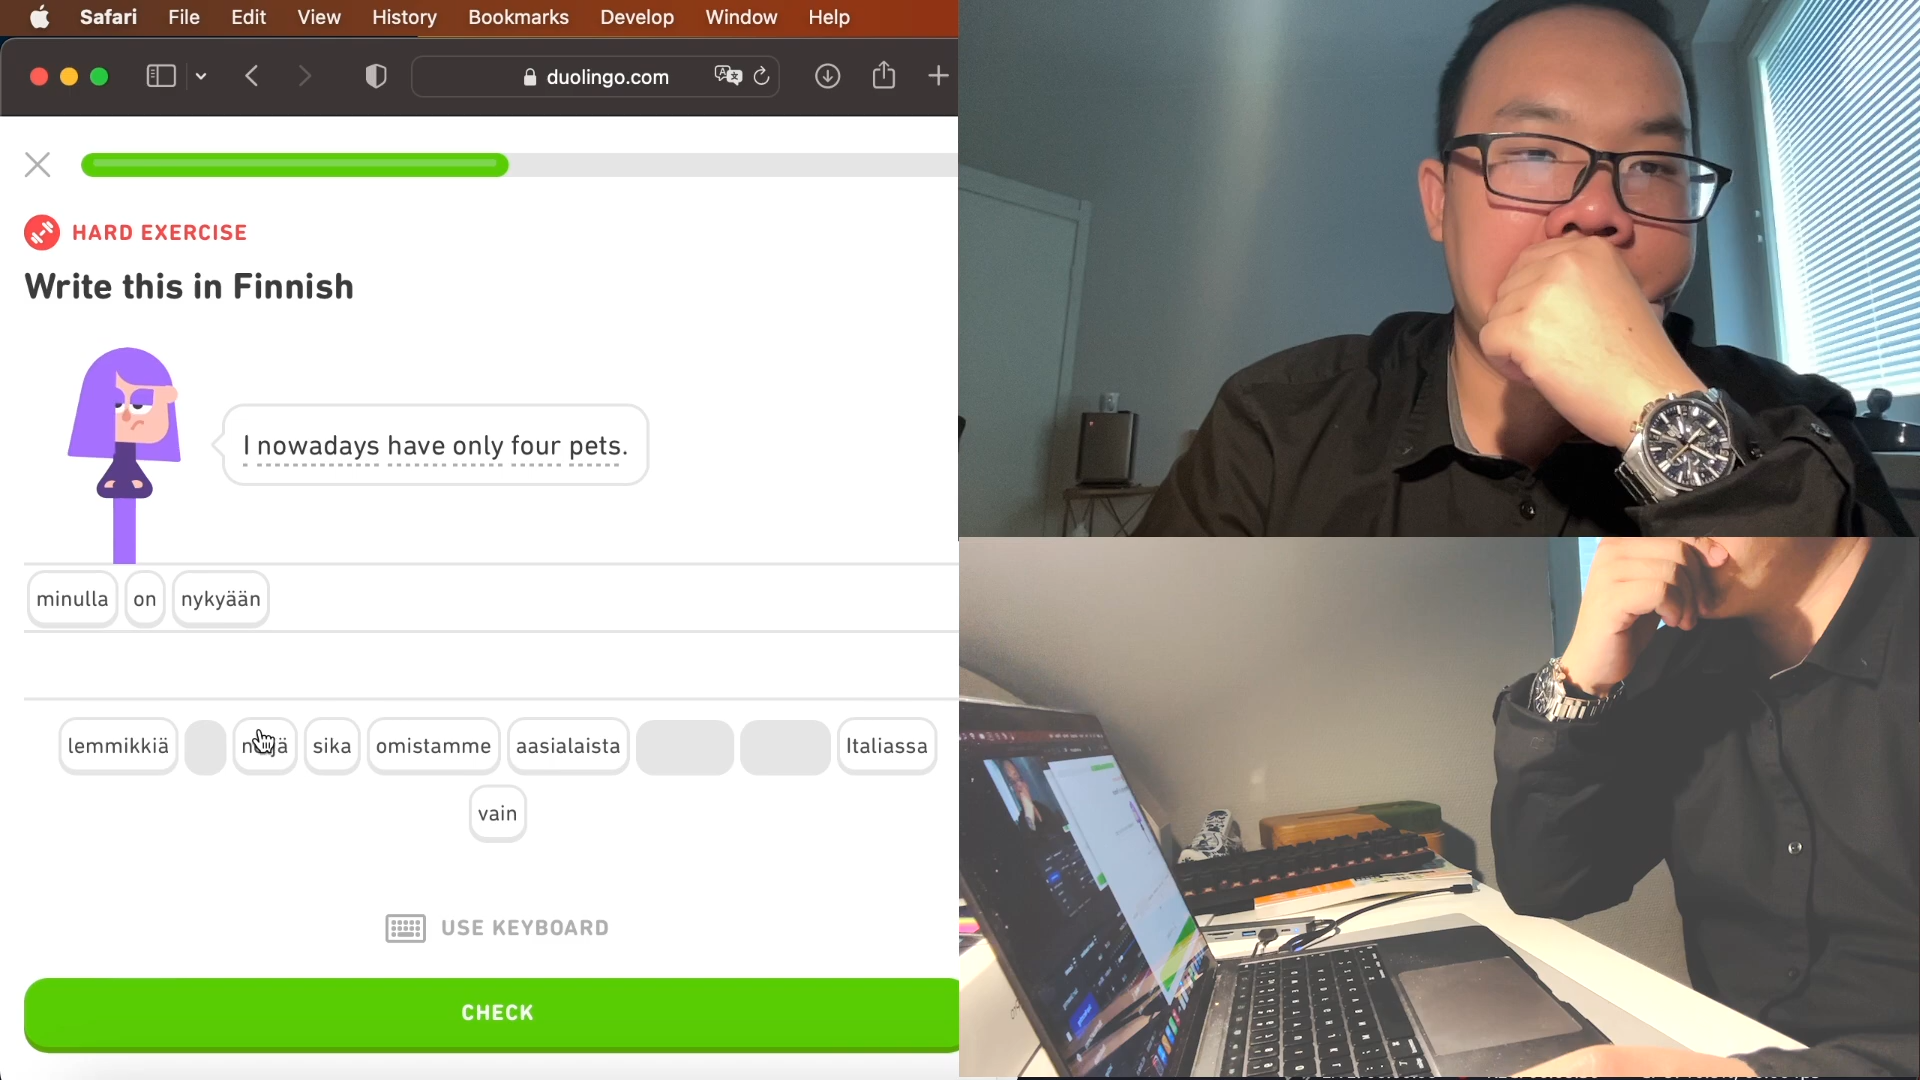 Safari File Edit View History Bookmarks Develop Window Help
duolingo.com
HARD EXERCISE
Write this in Finnish
I nowadays have only four pets.
minulla on nykyään
lemmikkiä sika omistamme aasialaista Italiassa
vain
USE KEYBOARD
CHECK